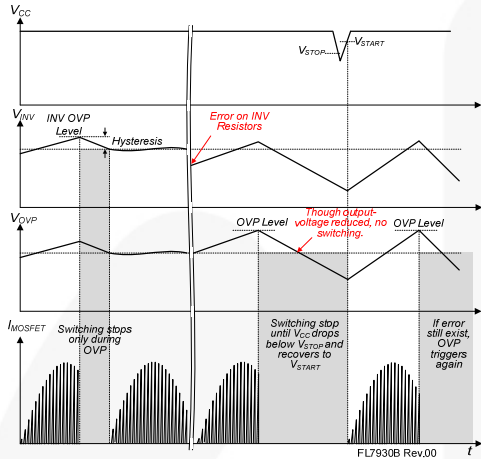 VCC
VSTOP
VSTART
VINV
INV OVP
Level
Hysteresis
Error on INV
Resistors
VOVP
OVP Level
Though output-
voltage reduced, no
switching.
OVP Level
IMOSFET
Switching stops
only during
OVP
Switching stop
until VCC drops
below VSTOP and
recovers to
VSTART
If error
still exist,
OVP
triggers
again
t
FL7930B Rev.00